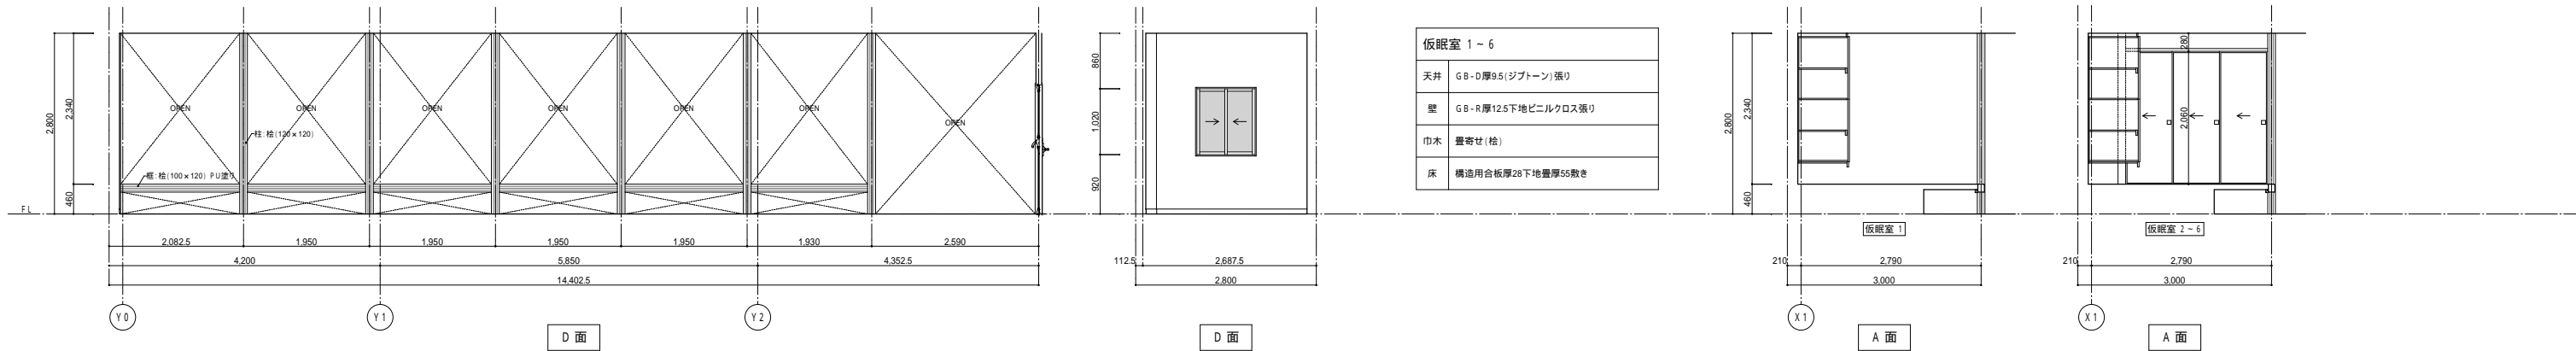 2,800
2,340
460
FL
OPEN
OPEN
OPEN
OPEN
OPEN
OPEN
OPEN
柱:桧(120×120)
框:桧(100×120) PU塗り
2,082.5
1,950
1,950
1,950
1,950
1,930
2,590
4,200
5,850
4,352.5
14,402.5
Y0
Y1
Y2
D 面
860
1,020
920
112.5
2,687.5
2,800
D 面
仮眠室 1~6
天井 GB-D厚9.5(ジプトーン)張り
壁 GB-R厚12.5下地ビニルクロス張り
巾木 畳寄せ(桧)
床 構造用合板厚28下地畳厚55敷き
2,800
2,340
460
仮眠室 1
210
2,790
3,000
X1
A 面
280
2,060
仮眠室 2~6
210
2,790
3,000
X1
A 面